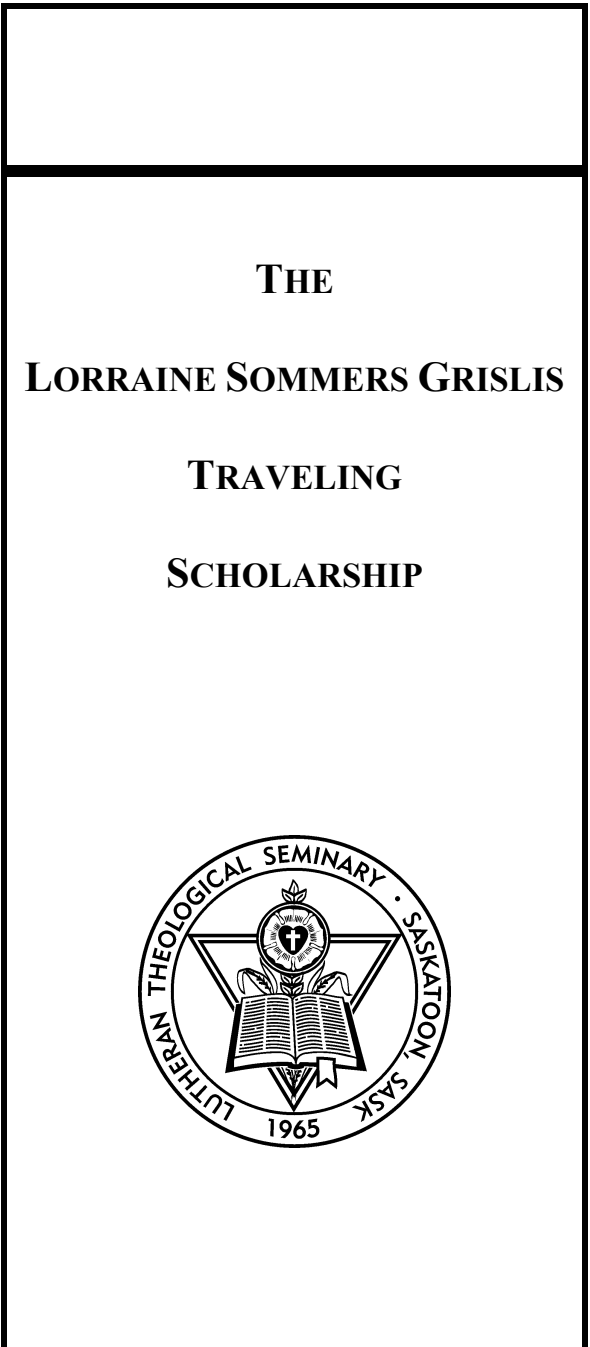 THE
LORRAINE SOMMERS GRISLIS
TRAVELING
SCHOLARSHIP
LUTHERAN THEOLOGICAL SEMINARY · SASKATOON, SASK
1965